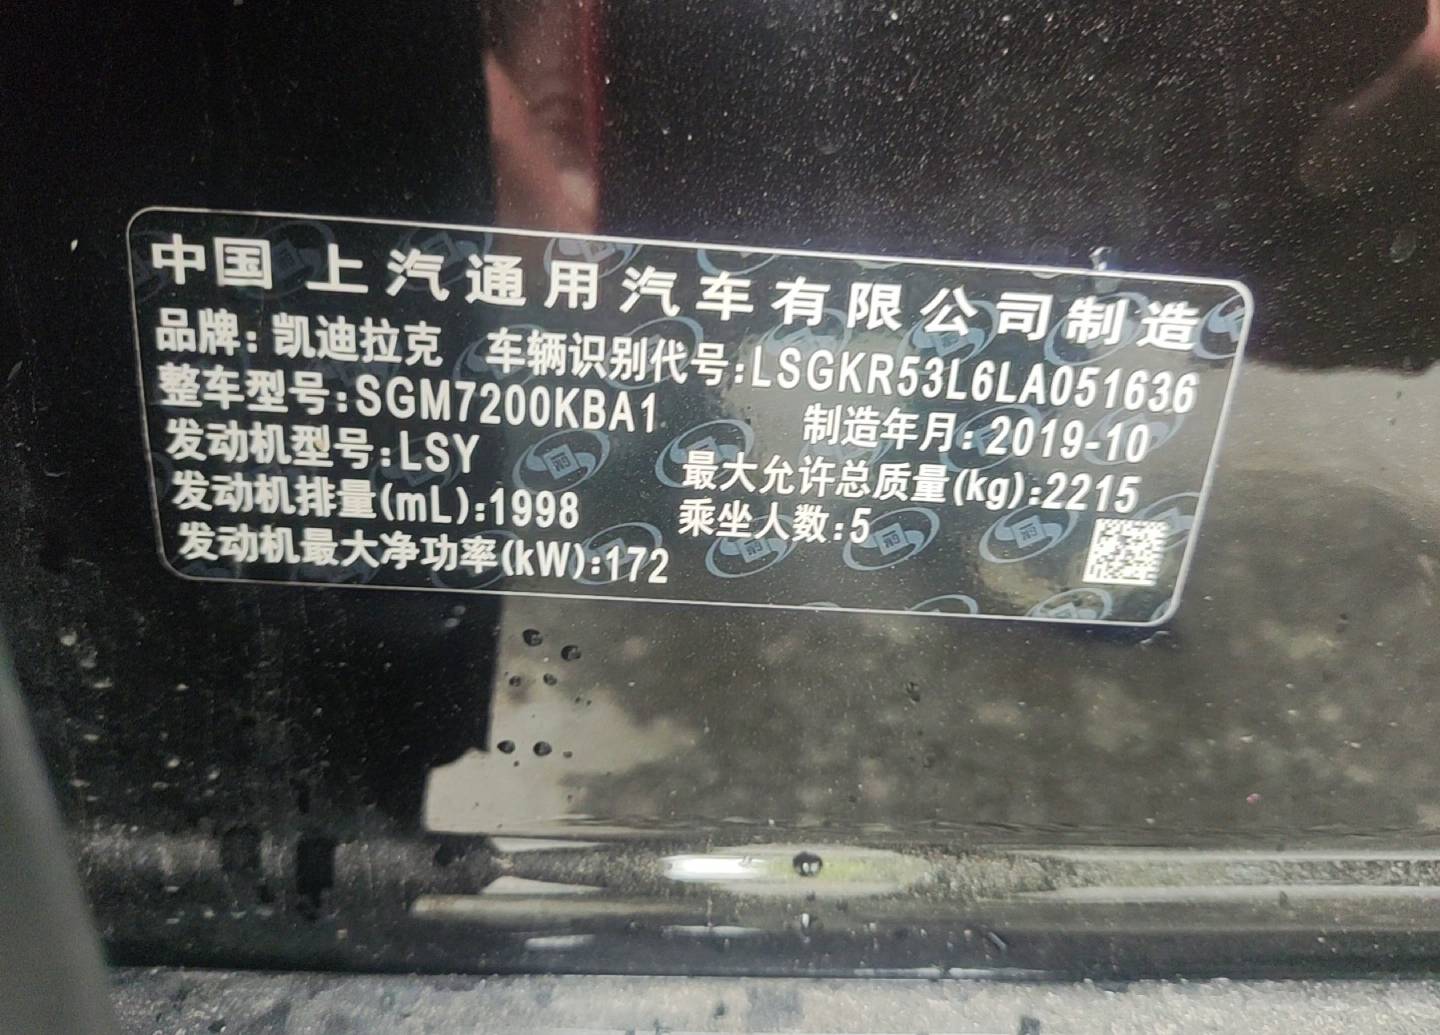 中国 上汽通用汽车有限公司制造
品牌:凯迪拉克 车辆识别代号:LSGKR53L6LA051636
整车型号:SGM7200KBA1 制造年月:2019-10
发动机型号:LSY 最大允许总质量(kg):2215
发动机排量(mL):1998 乘坐人数:5
发动机最大净功率(kW):172